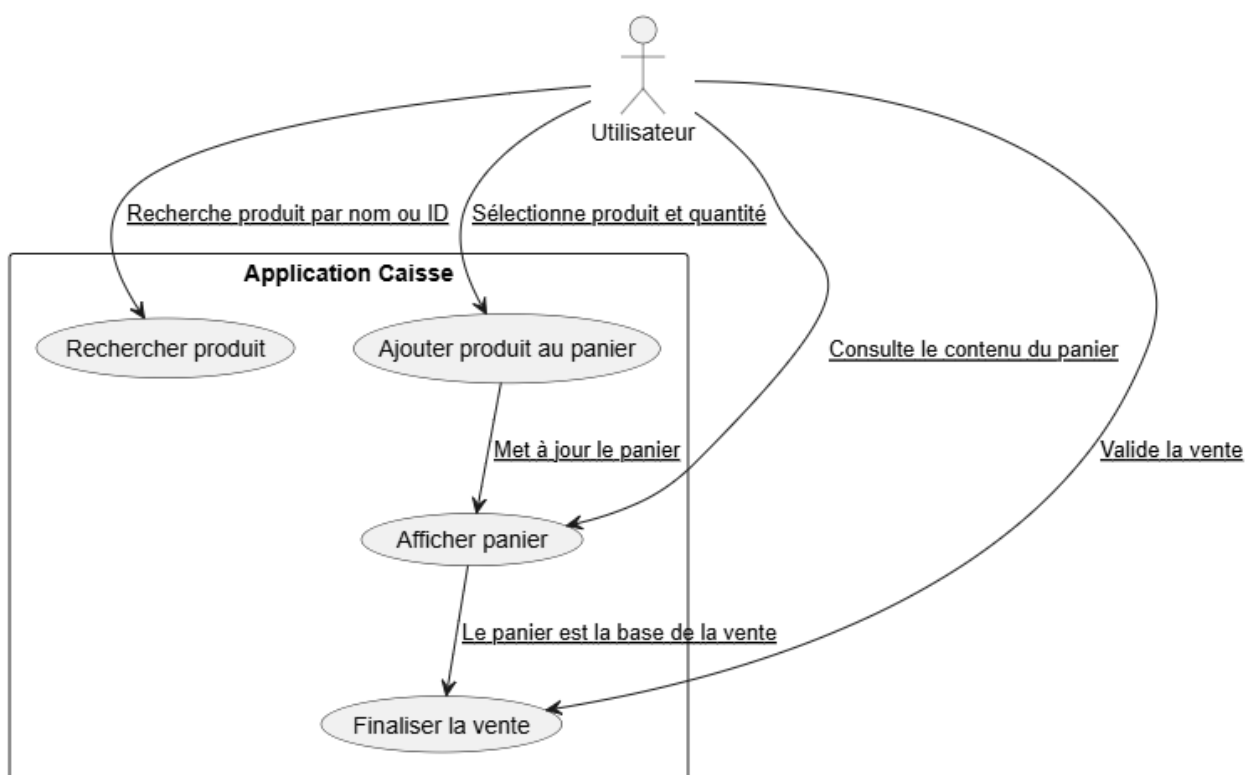 Utilisateur
Recherche produit par nom ou ID
Sélectionne produit et quantité
Application Caisse
Rechercher produit
Ajouter produit au panier
Consulte le contenu du panier
Met à jour le panier
Valide la vente
Afficher panier
Le panier est la base de la vente
Finaliser la vente